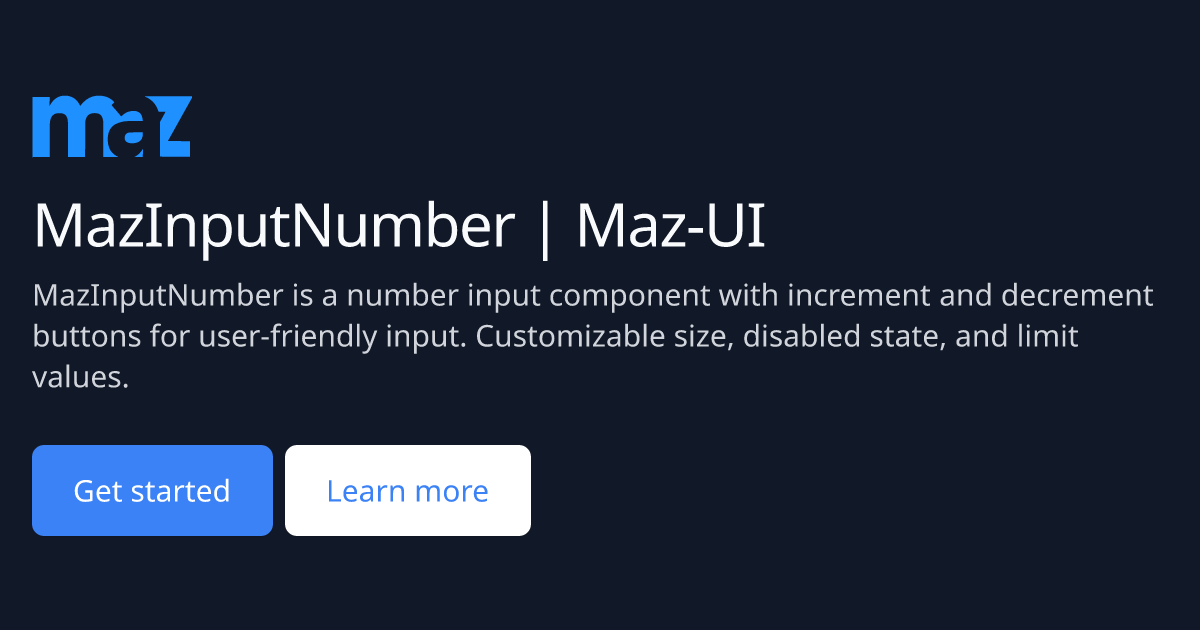 maz
MazInputNumber | Maz-UI
MazInputNumber is a number input component with increment and decrement
buttons for user-friendly input. Customizable size, disabled state, and limit
values.
Get started
Learn more